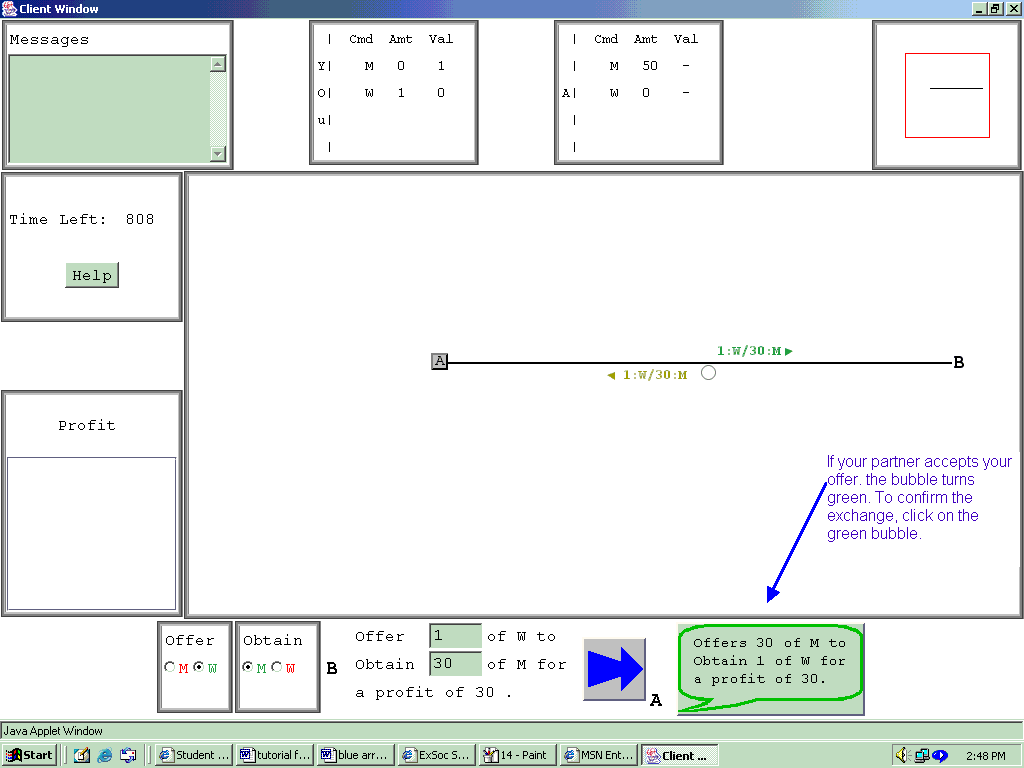 Client Window
Messages
| Cmd Amt Val
Y| M 0 1
O| W 1 0
u|
|
| Cmd Amt Val
| M 50 -
A| W 0 -
|
|
Time Left: 808
Help
Profit
1:W/30:M
A
B
1:W/30:M
If your partner accepts your
offer. the bubble turns
green. To confirm the
exchange, click on the
green bubble.
Offer
M W
Obtain
M W
B
Offer 1 of W to
Obtain 30 of M for
a profit of 30 .
A
Offers 30 of M to
Obtain 1 of W for
a profit of 30.
Java Applet Window
Start
Student ...
tutorial f...
blue arr...
ExSoc S...
14 - Paint
MSN Ent...
Client ...
2:48 PM